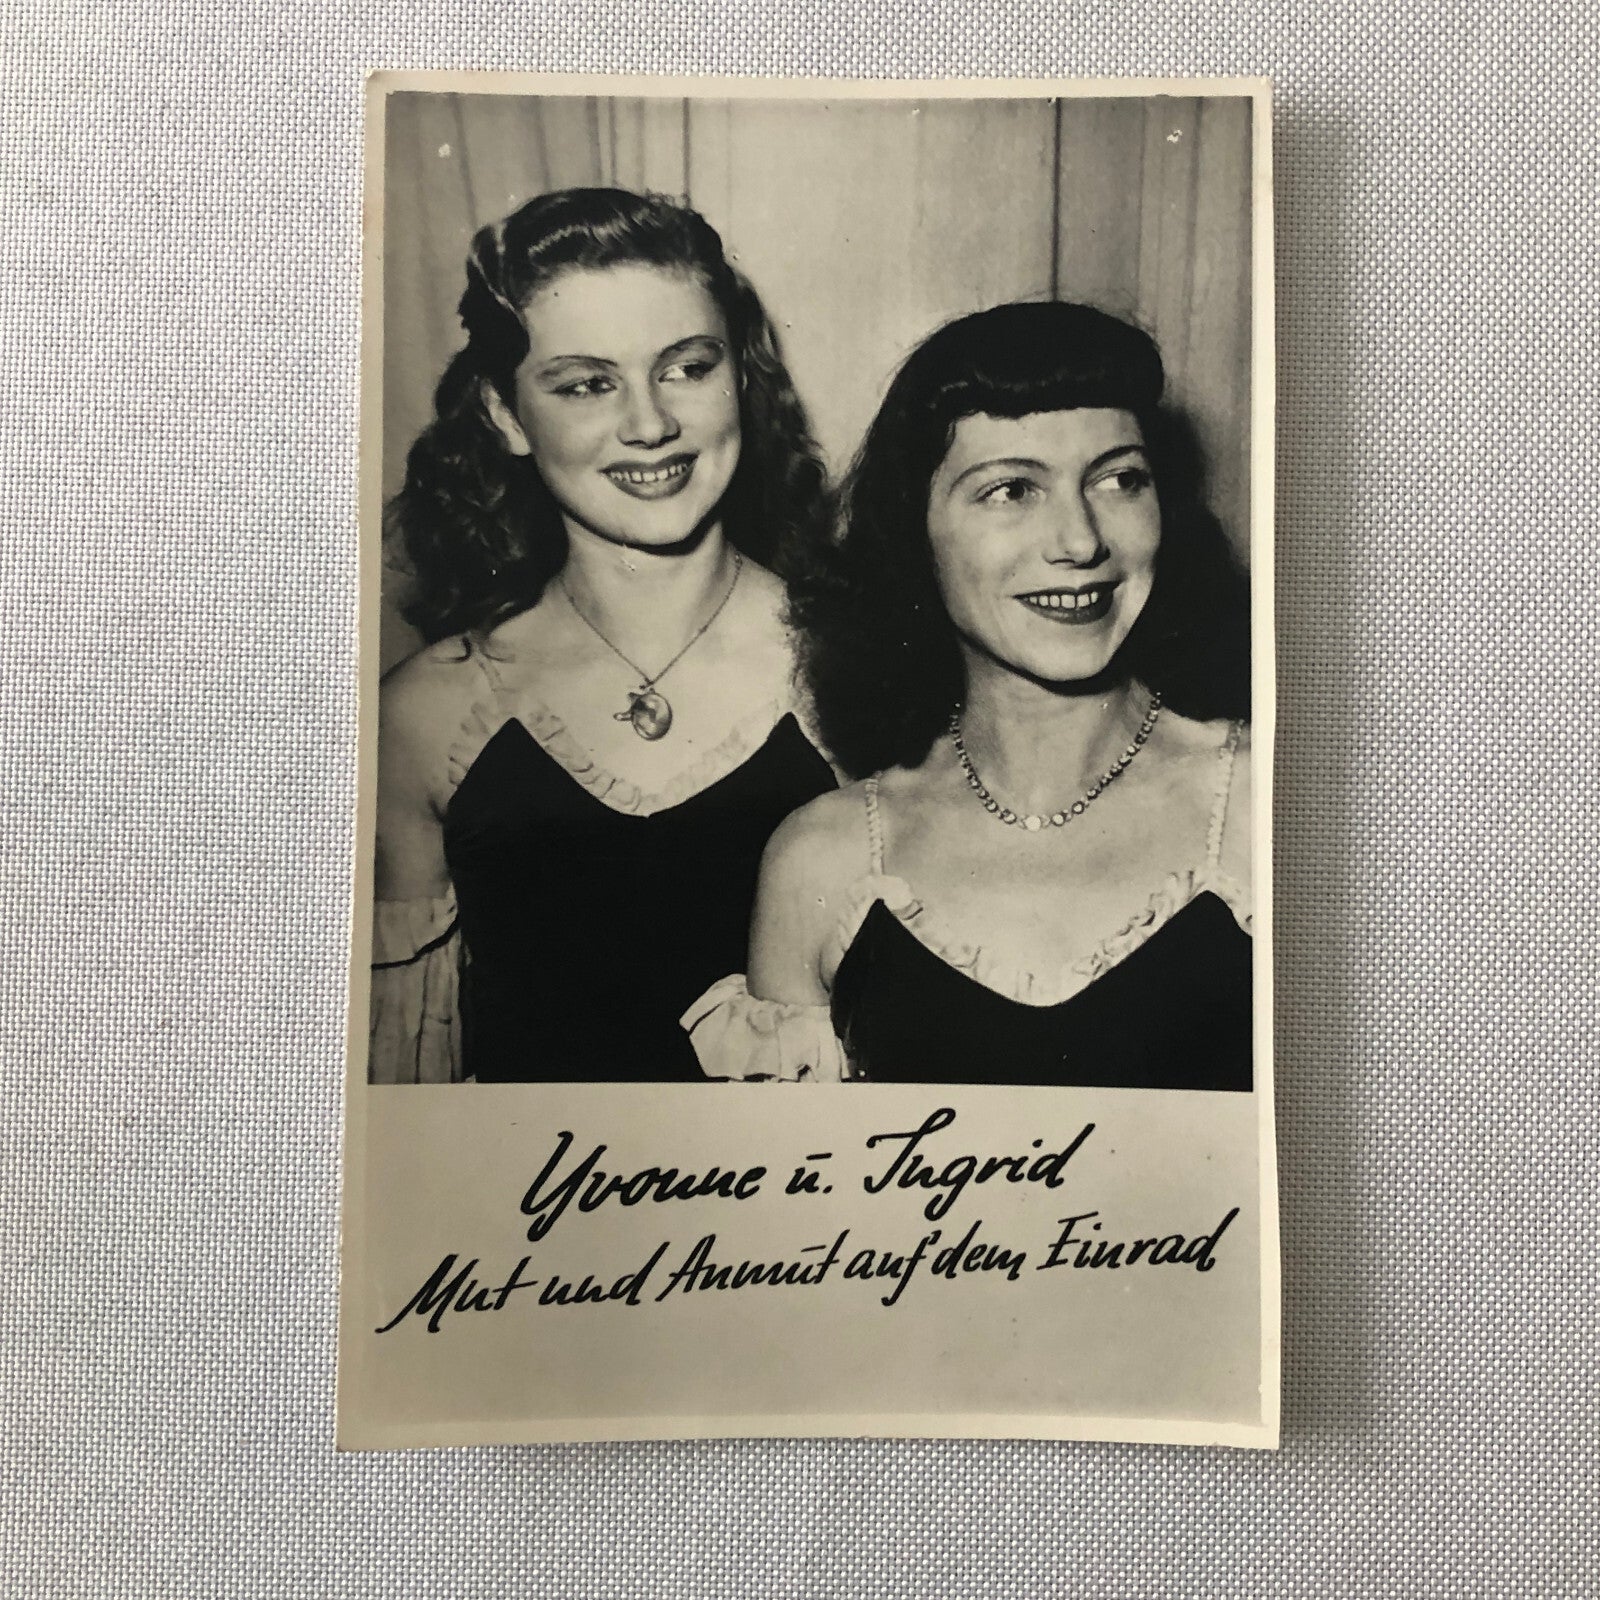 Yvonne u. Ingrid
Mut und Anmut auf dem Einrad